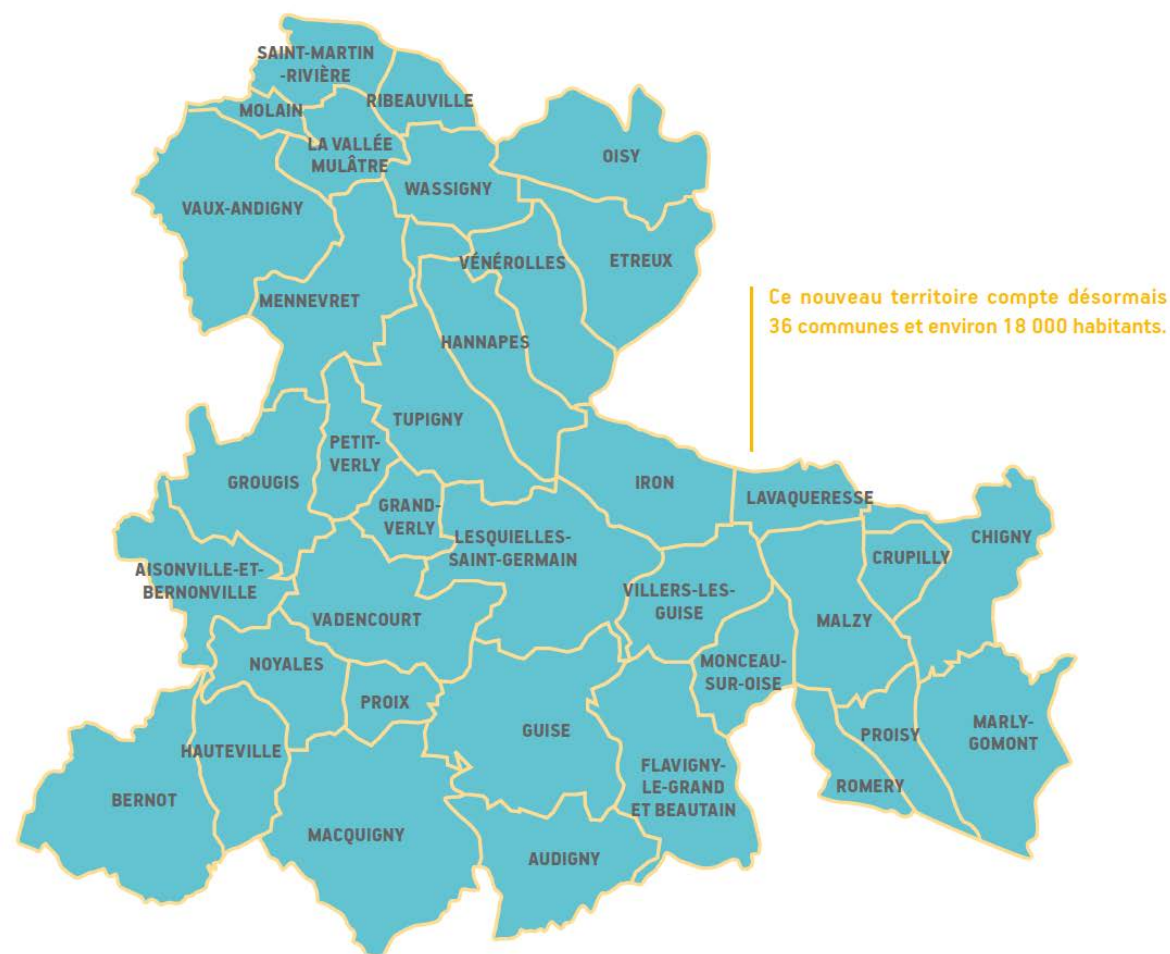 SAINT-MARTIN
-RIVIÈRE
RIBEAUVILLE
MOLAIN
LA VALLÉE
MULÂTRE
OISY
WASSIGNY
VAUX-ANDIGNY
VÉNÉROLLES
ETREUX
MENNEVRET
Ce nouveau territoire compte désormais
36 communes et environ 18 000 habitants.
HANNAPES
TUPIGNY
PETIT-
VERLY
GROUGIS
IRON
LAVAQUERESSE
GRAND-
VERLY
LESQUIELLES-
SAINT-GERMAIN
CHIGNY
CRUPILLY
AISONVILLE-ET-
BERNONVILLE
VILLERS-LES-
GUISE
VADENCOURT
MALZY
NOYALES
MONCEAU-
SUR-OISE
PROIX
GUISE
PROISY
MARLY-
GOMONT
HAUTEVILLE
FLAVIGNY-
LE-GRAND
ET BEAUTAIN
ROMERY
BERNOT
MACQUIGNY
AUDIGNY